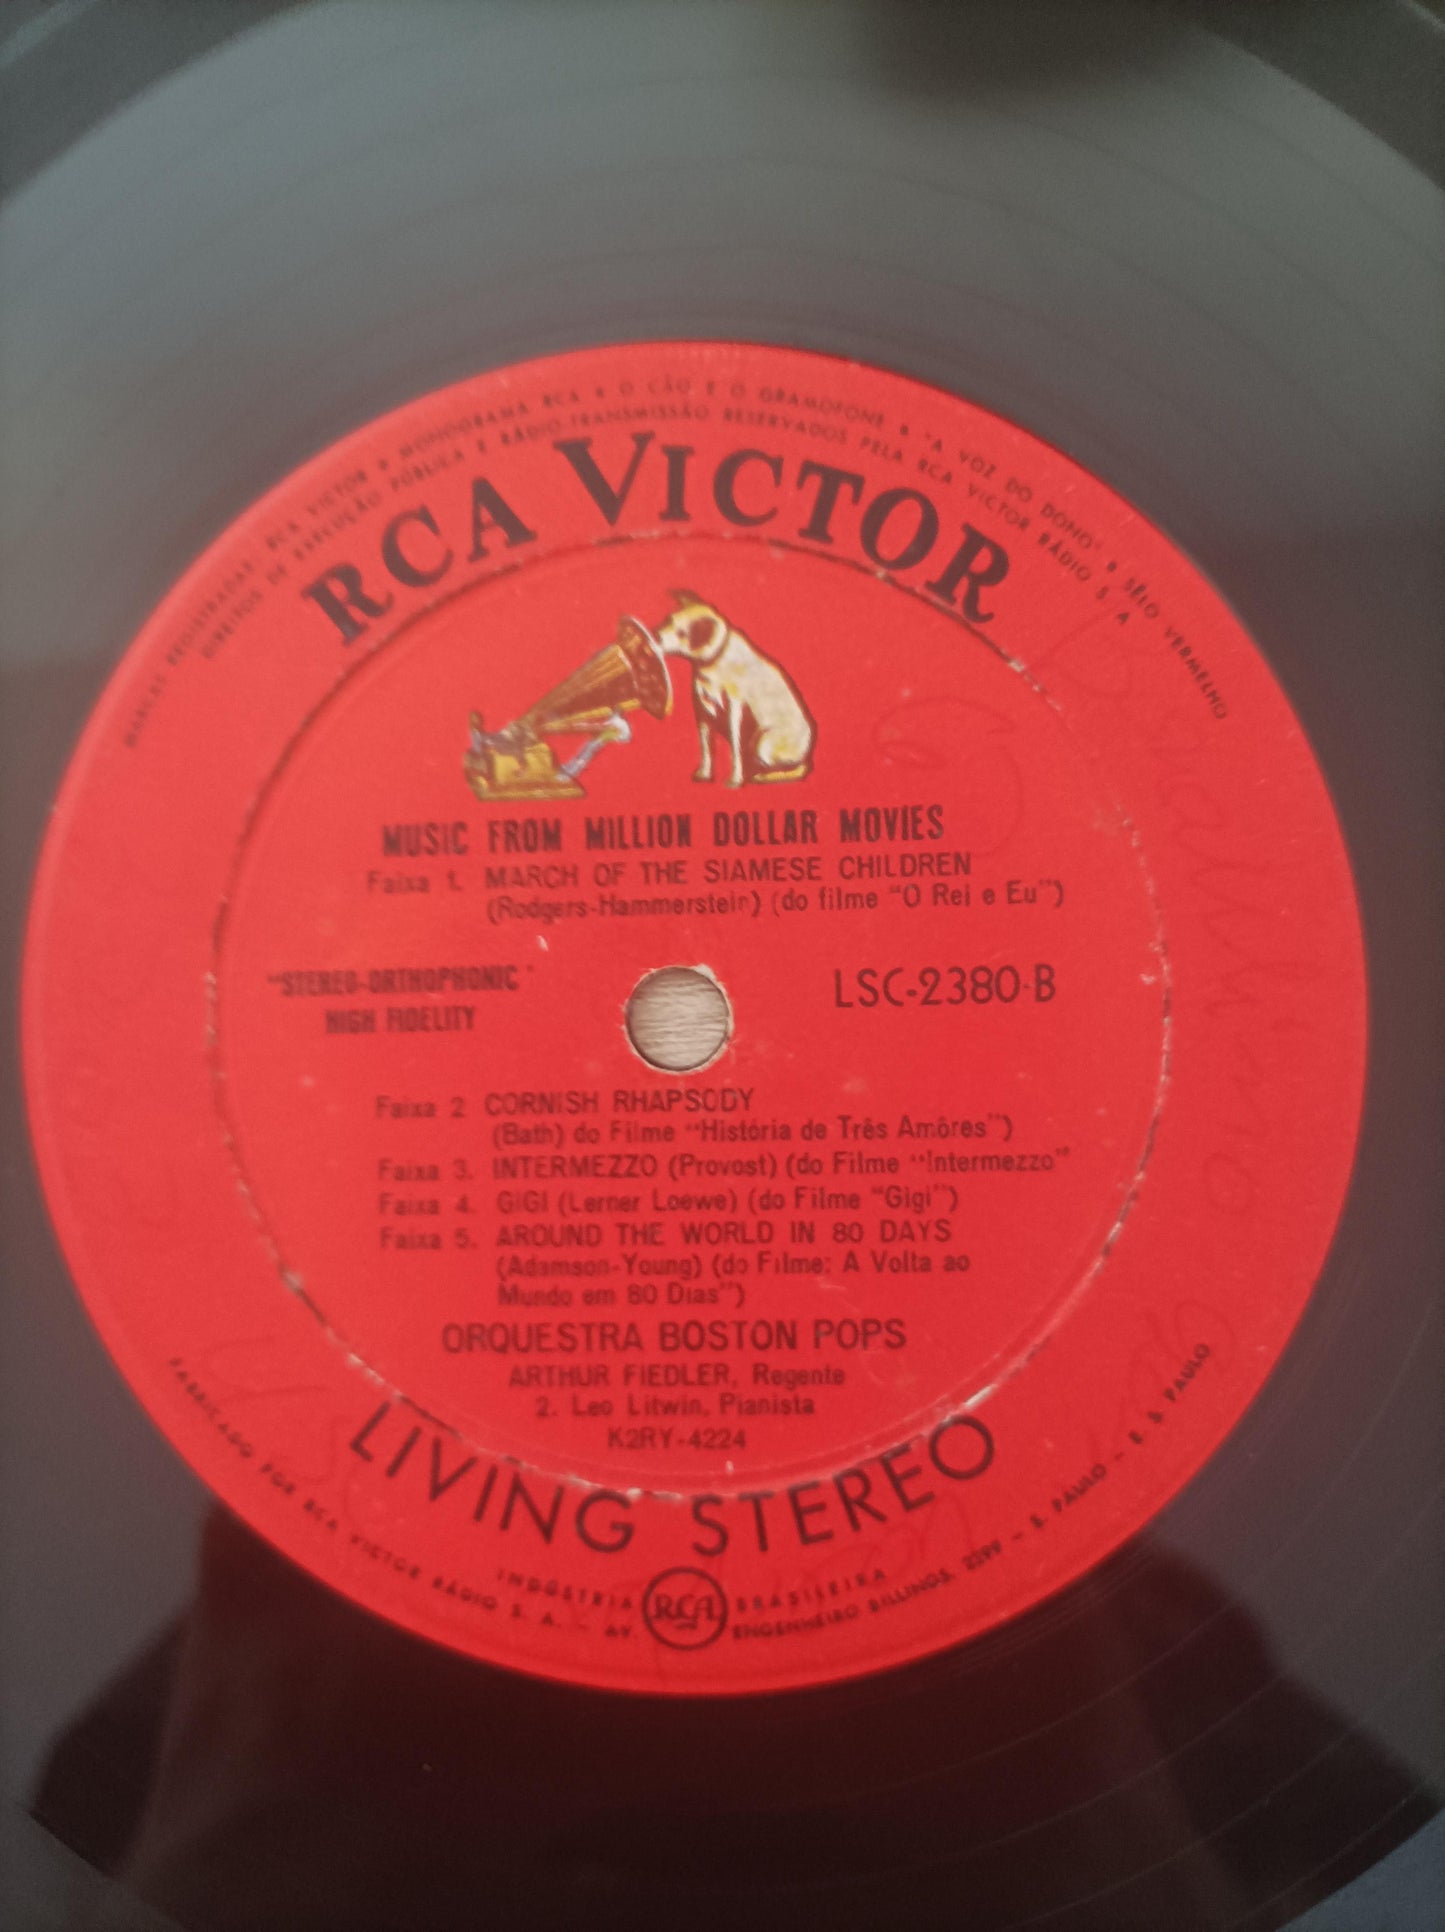 MARCAS REGISTRADAS: RCA VICTOR • MONOGRAMA RCA • O CÃO E O GRAMOFONE • "A VOZ DO DONO" • SÊLO VERMELHO
DIREITOS DE EXECUÇÃO PÚBLICA E RÁDIO-TRANSMISSÃO RESERVADOS PELA RCA VICTOR RÁDIO S. A
RCA VICTOR
MUSIC FROM MILLION DOLLAR MOVIES
Faixa 1. MARCH OF THE SIAMESE CHILDREN
(Rodgers-Hammerstein) (do filme "O Rei e Eu")
"STEREO-ORTHOPHONIC"
HIGH FIDELITY
LSC-2380-B
Faixa 2 CORNISH RHAPSODY
(Bath) do Filme "História de Três Amôres")
Faixa 3. INTERMEZZO (Provost) (do Filme "Intermezzo"
Faixa 4. GIGI (Lerner Loewe) (do Filme "Gigi")
Faixa 5. AROUND THE WORLD IN 80 DAYS
(Adamson-Young) (do Filme: A Volta ao
Mundo em 80 Dias")
ORQUESTRA BOSTON POPS
ARTHUR FIEDLER, Regente
2. Leo Litwin, Pianista
K2RY-4224
LIVING STEREO
INDÚSTRIA RCA BRASILEIRA
FABRICADO POR RCA VICTOR RÁDIO S. A. - AV. ENGENHEIRO BILLINGS, 2299 - S. PAULO - E. S. PAULO